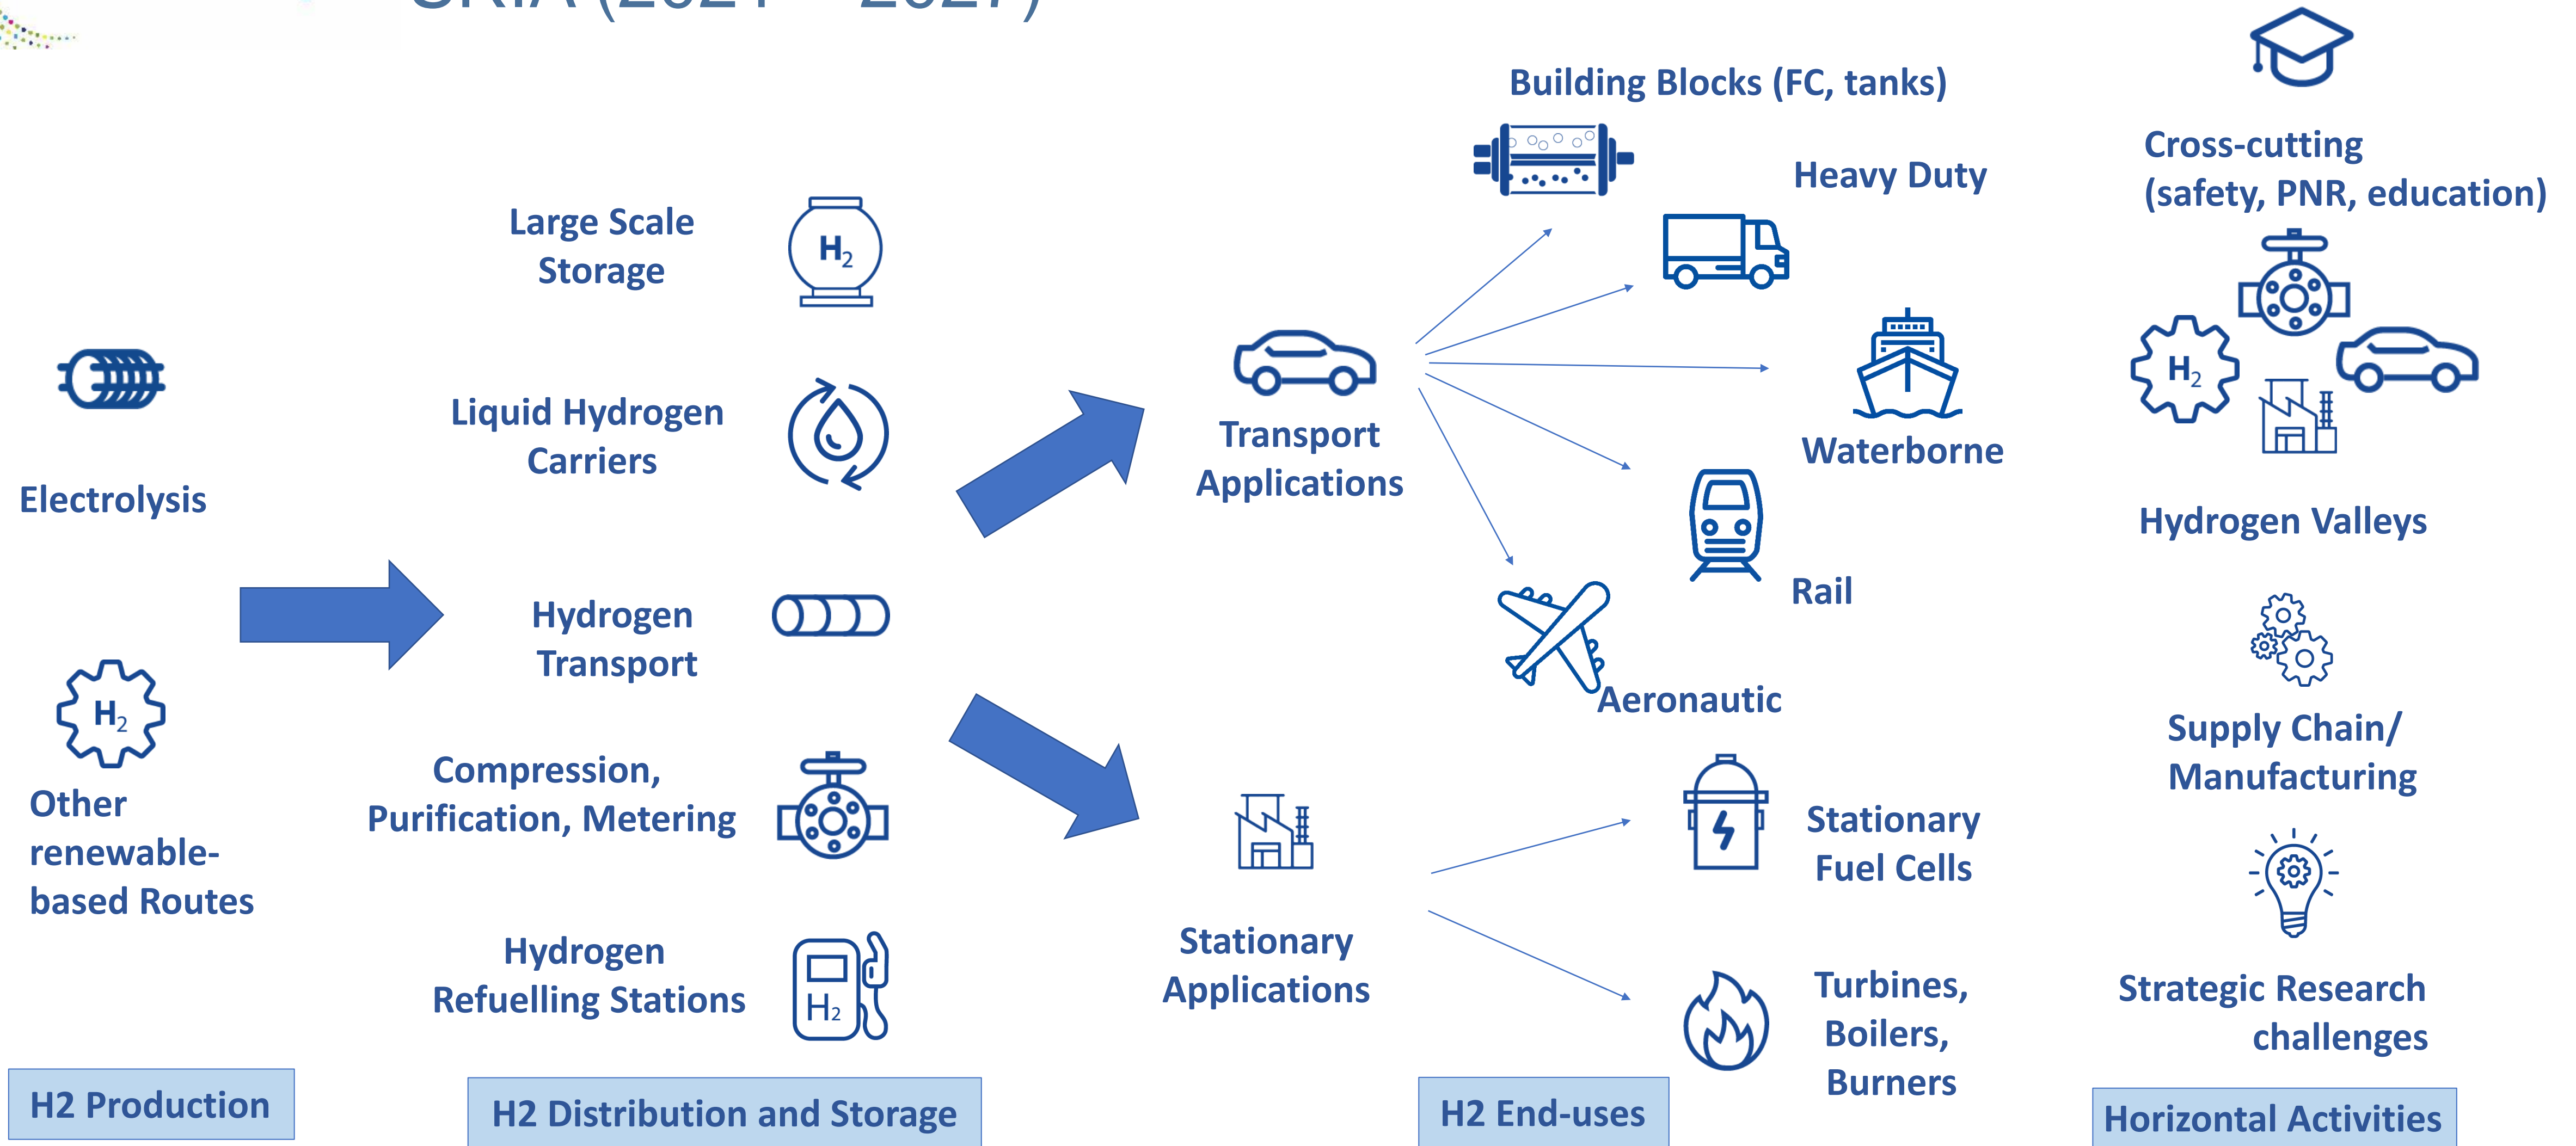 SRIA (2021 – 2027)
Electrolysis
H2
Other
renewable-
based Routes
H2 Production
Large Scale
Storage
H2
Liquid Hydrogen
Carriers
Hydrogen
Transport
Compression,
Purification, Metering
Hydrogen
Refuelling Stations
H2
H2 Distribution and Storage
Transport
Applications
Stationary
Applications
Building Blocks (FC, tanks)
Heavy Duty
Waterborne
Rail
Aeronautic
Stationary
Fuel Cells
Turbines,
Boilers,
Burners
H2 End-uses
Cross-cutting
(safety, PNR, education)
H2
Hydrogen Valleys
Supply Chain/
Manufacturing
Strategic Research
challenges
Horizontal Activities